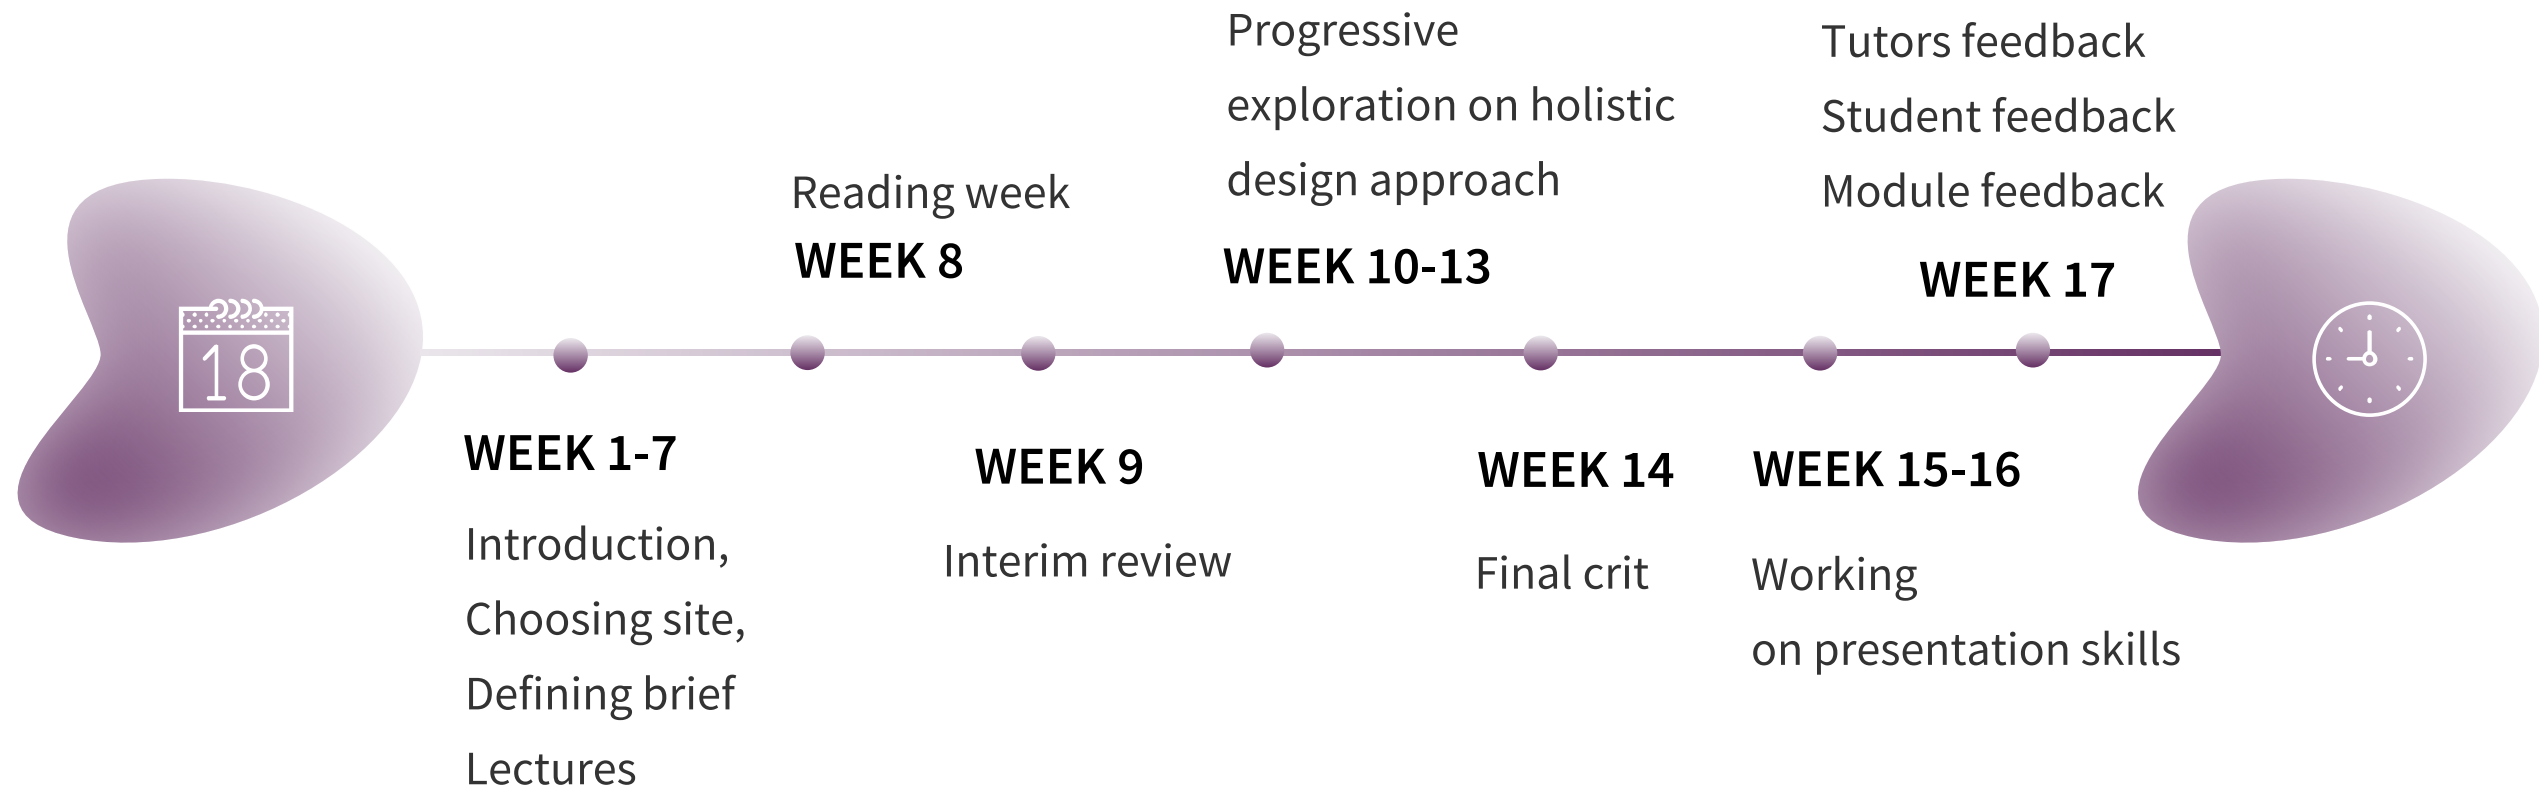 18
WEEK 1-7
Introduction,
Choosing site,
Defining brief
Lectures
Reading week
WEEK 8
WEEK 9
Interim review
Progressive
exploration on holistic
design approach
WEEK 10-13
WEEK 14
Final crit
WEEK 15-16
Working
on presentation skills
Tutors feedback
Student feedback
Module feedback
WEEK 17